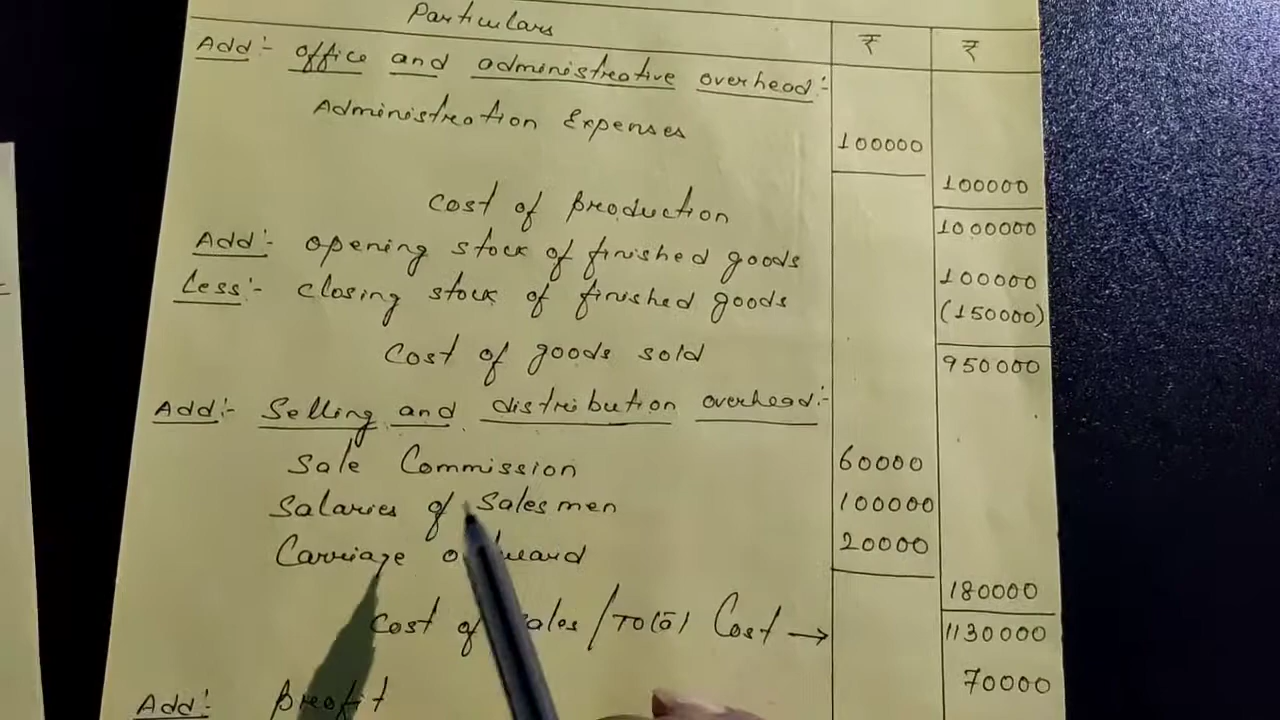 Particulars ₹ ₹
Add:- office and administrative overhead:-
Administration Expenses 100000
100000
Cost of production 1000000
Add:- opening stock of finished goods 100000
Less:- closing stock of finished goods (150000)
Cost of goods sold 950000
Add:- Selling and distribution overhead:-
Sale Commission 60000
Salaries of Sales men 100000
Carriage 20000
180000
Cost of / Total Cost → 1130000
Add:- profit 70000